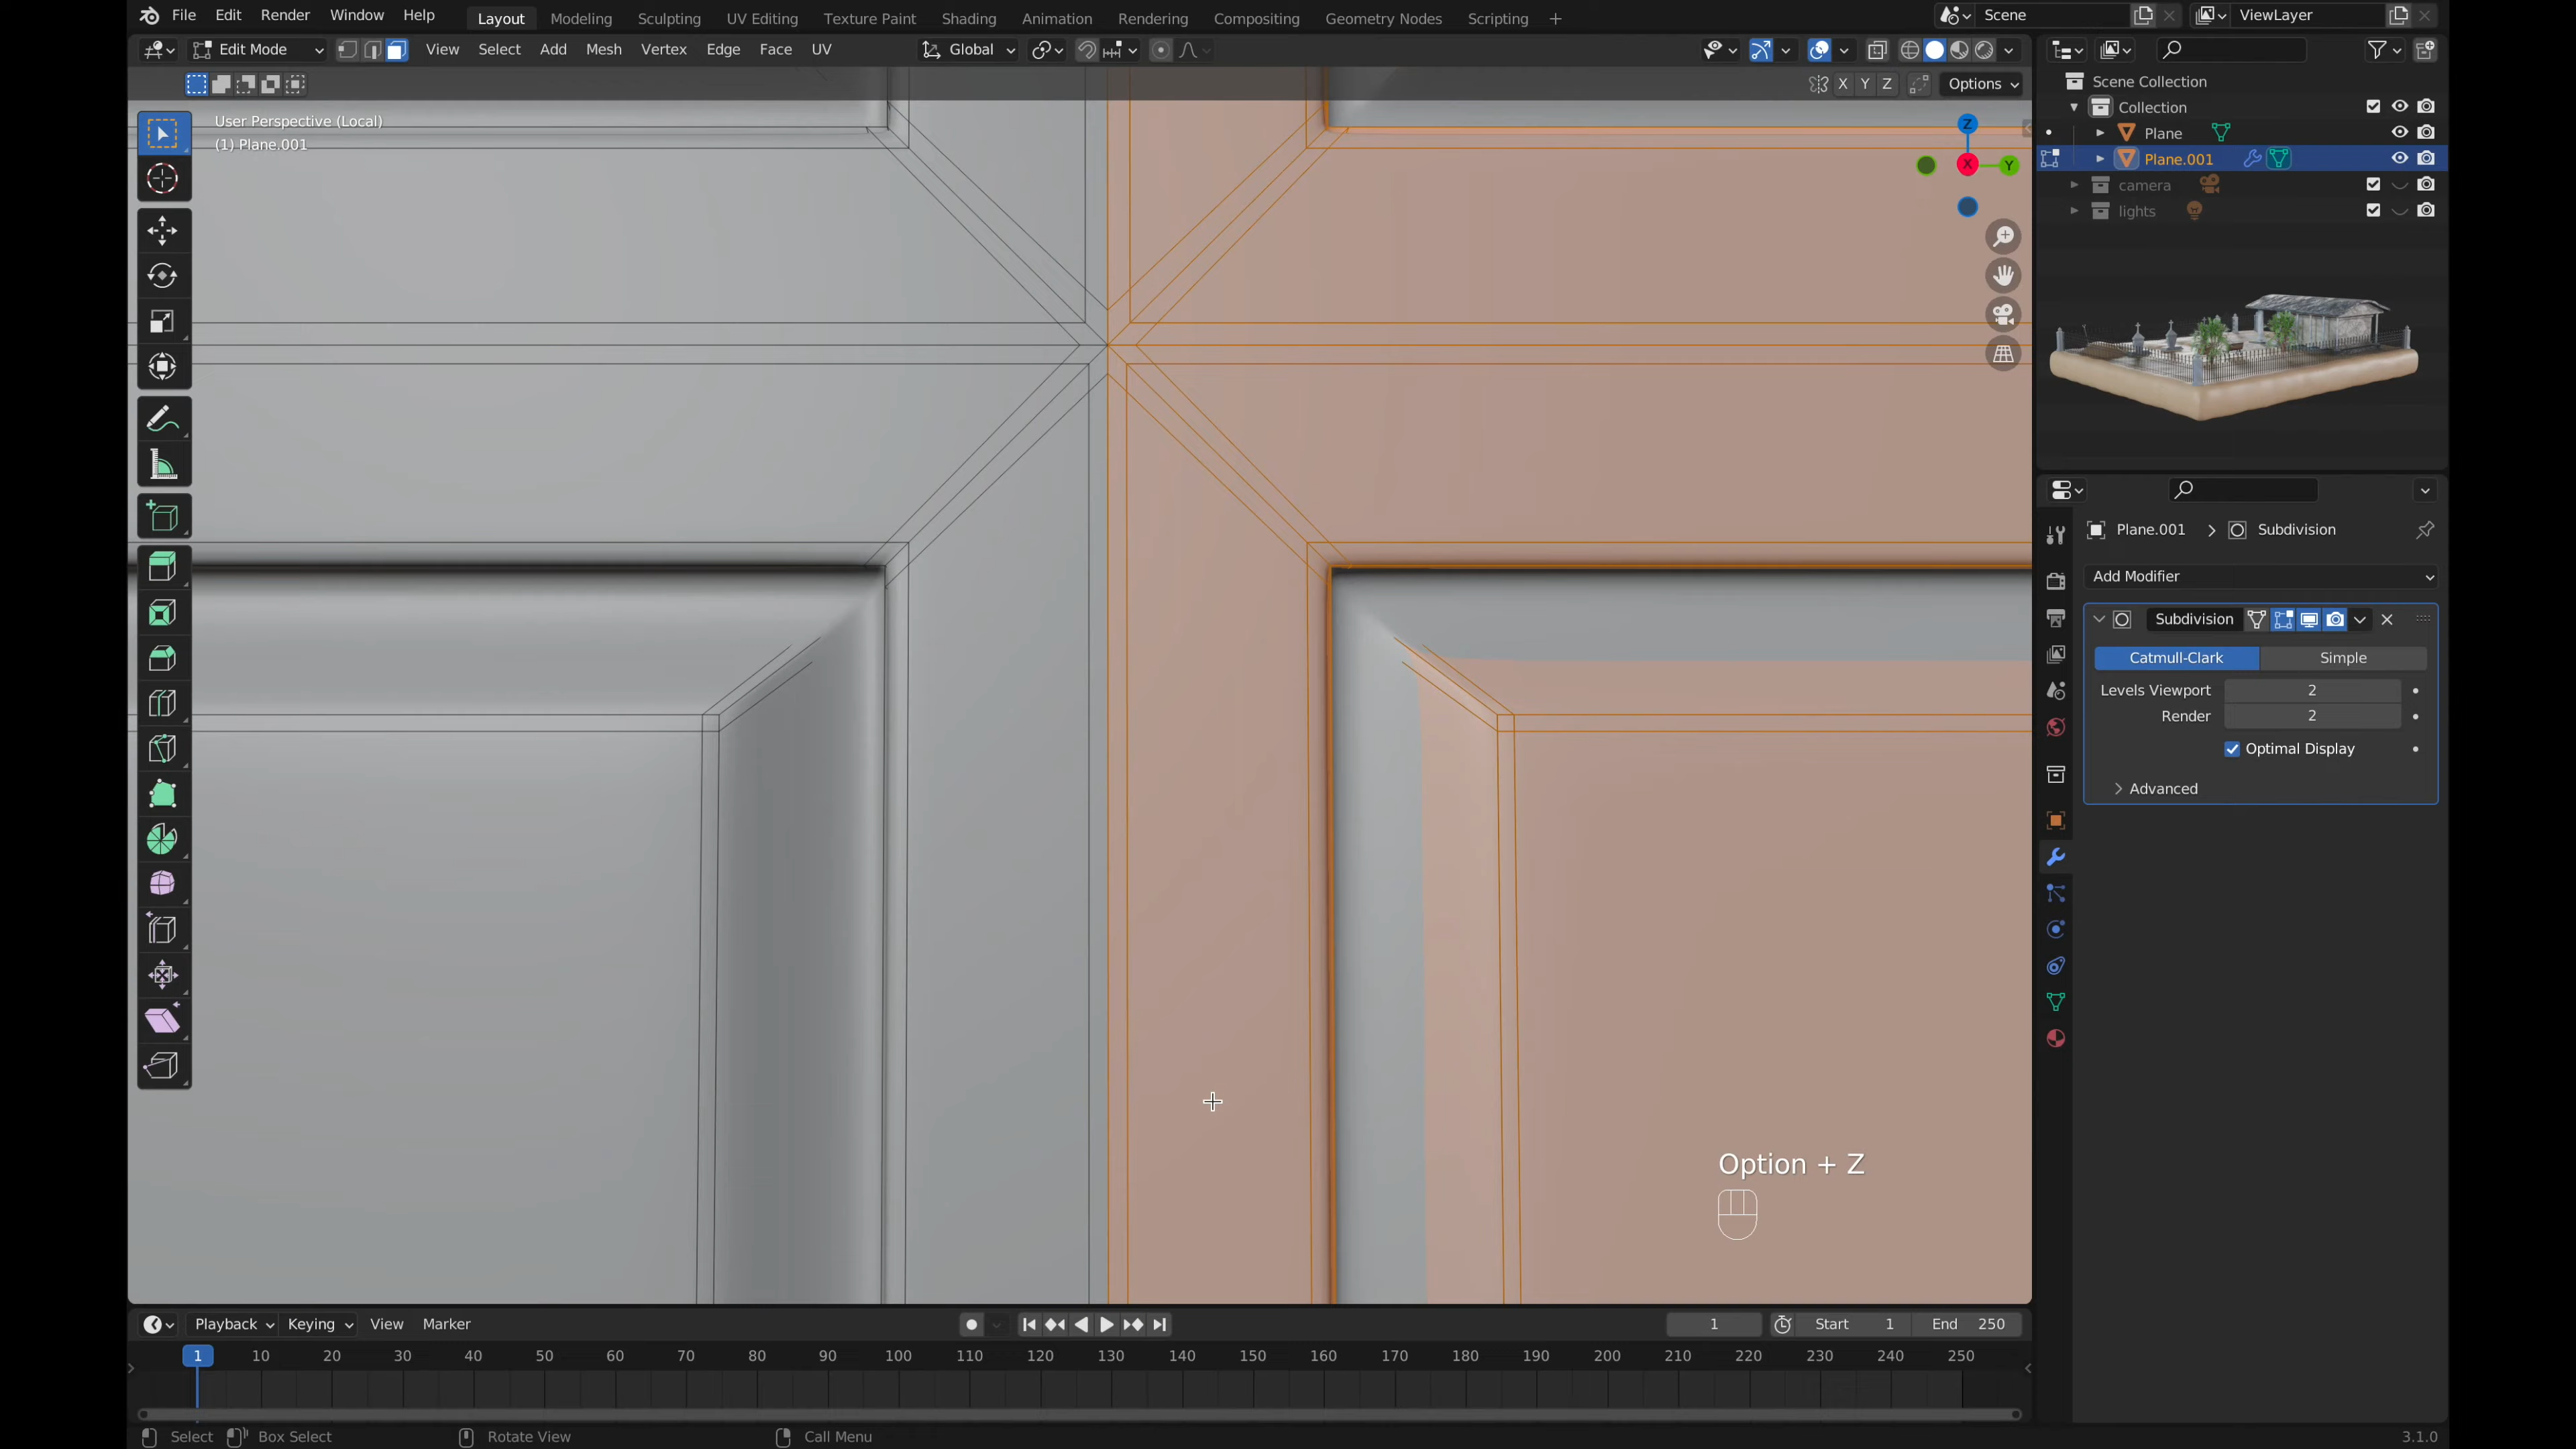 File Edit Render Window Help Layout Modeling Sculpting UV Editing Texture Paint Shading Animation Rendering Compositing Geometry Nodes Scripting + Scene ViewLayer
Edit Mode View Select Add Mesh Vertex Edge Face UV Global
X Y Z Options
User Perspective (Local)
(1) Plane.001
Z
X
Y
Scene Collection
Collection
Plane
Plane.001
camera
lights
Plane.001 > Subdivision
Add Modifier
Subdivision
Catmull-Clark Simple
Levels Viewport 2
Render 2
Optimal Display
Advanced
Option + Z
Playback Keying View Marker 1 Start 1 End 250
1 10 20 30 40 50 60 70 80 90 100 110 120 130 140 150 160 170 180 190 200 210 220 230 240 250
Select Box Select Rotate View Call Menu 3.1.0